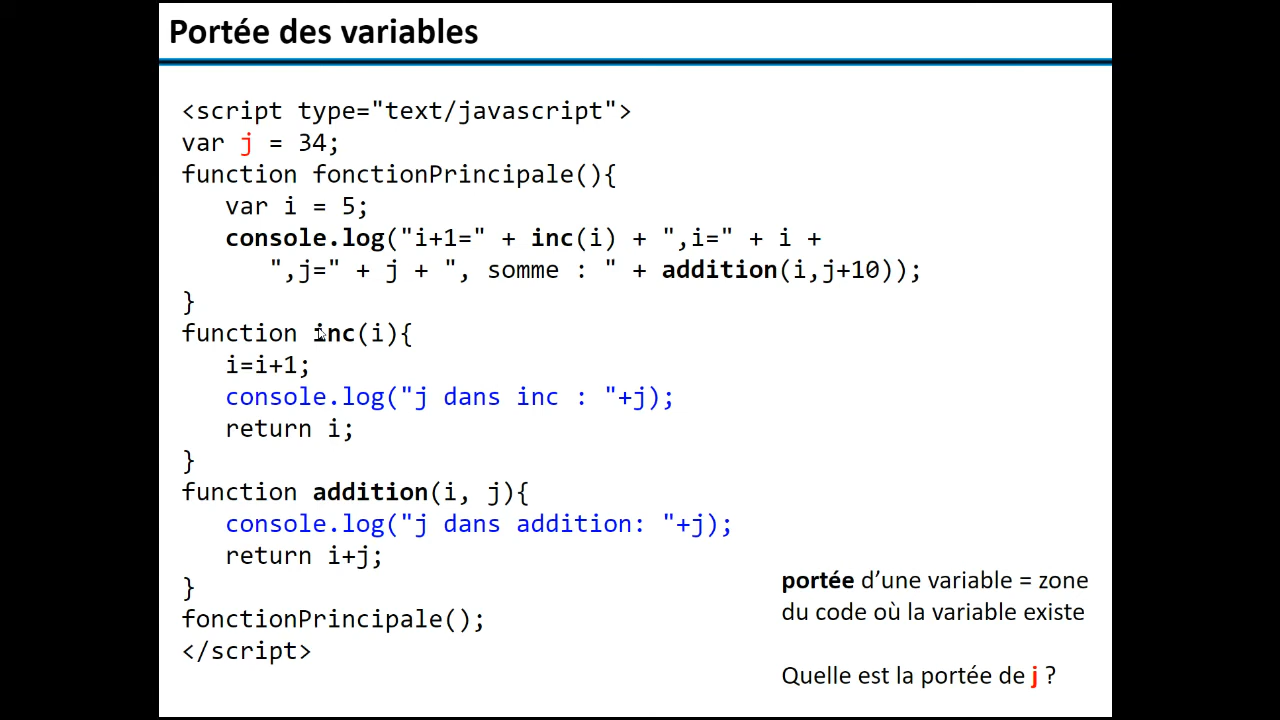 Portée des variables
<script type="text/javascript">
var j = 34;
function fonctionPrincipale(){
   var i = 5;
   console.log("i+1=" + inc(i) + ",i=" + i +
      ",j=" + j + ", somme : " + addition(i,j+10));
}
function inc(i){
   i=i+1;
   console.log("j dans inc : "+j);
   return i;
}
function addition(i, j){
   console.log("j dans addition: "+j);
   return i+j;
}
fonctionPrincipale();
</script>
portée d’une variable = zone
du code où la variable existe
Quelle est la portée de j ?